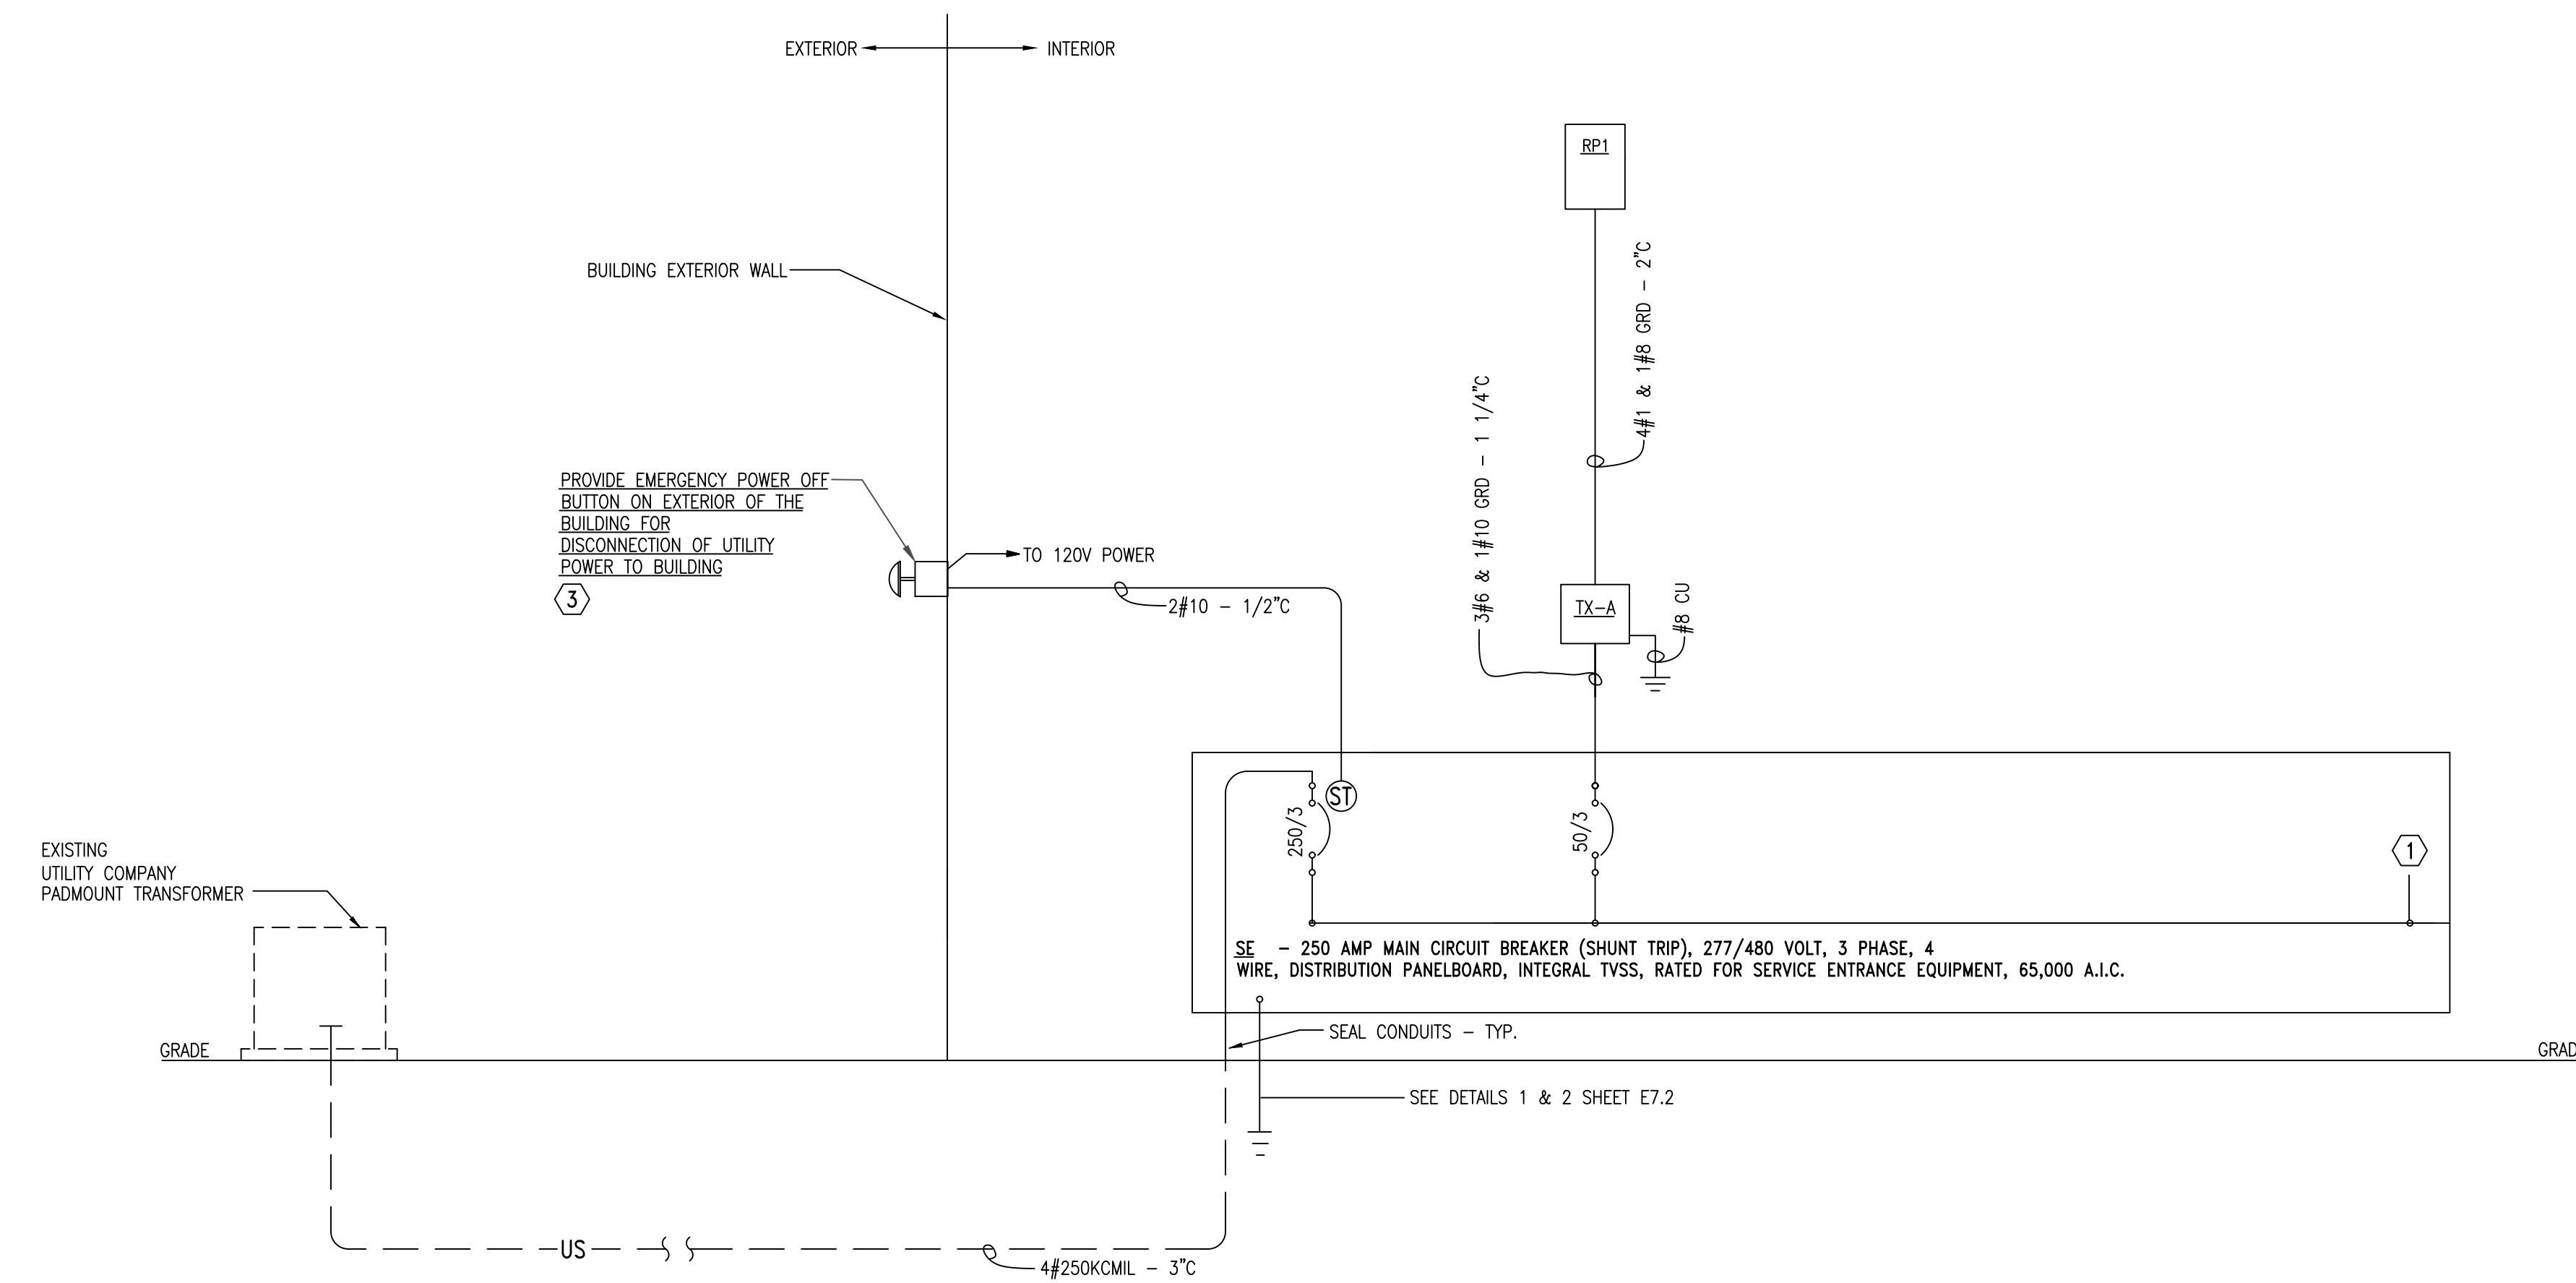 EXTERIOR
INTERIOR
RP1
BUILDING EXTERIOR WALL
4#1 & 1#8 GRD - 2"C
3#6 & 1#10 GRD - 1 1/4"C
PROVIDE EMERGENCY POWER OFF
BUTTON ON EXTERIOR OF THE
BUILDING FOR
DISCONNECTION OF UTILITY
POWER TO BUILDING
3
TO 120V POWER
2#10 - 1/2"C
TX-A
#8 CU
ST
250/3
50/3
1
EXISTING
UTILITY COMPANY
PADMOUNT TRANSFORMER
SE - 250 AMP MAIN CIRCUIT BREAKER (SHUNT TRIP), 277/480 VOLT, 3 PHASE, 4
WIRE, DISTRIBUTION PANELBOARD, INTEGRAL TVSS, RATED FOR SERVICE ENTRANCE EQUIPMENT, 65,000 A.I.C.
SEAL CONDUITS - TYP.
GRADE
GRAD
SEE DETAILS 1 & 2 SHEET E7.2
US
4#250KCMIL - 3"C